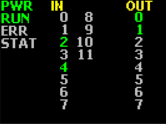 PWR IN OUT
RUN 0 8 0
ERR 1 9 1
STAT 2 10 2
3 11 3
4 4
5 5
6 6
7 7